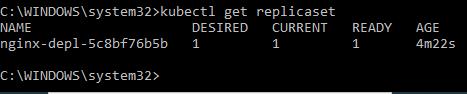 C:\WINDOWS\system32>kubectl get replicaset
NAME DESIRED CURRENT READY AGE
nginx-depl-5c8bf76b5b 1 1 1 4m22s
C:\WINDOWS\system32>